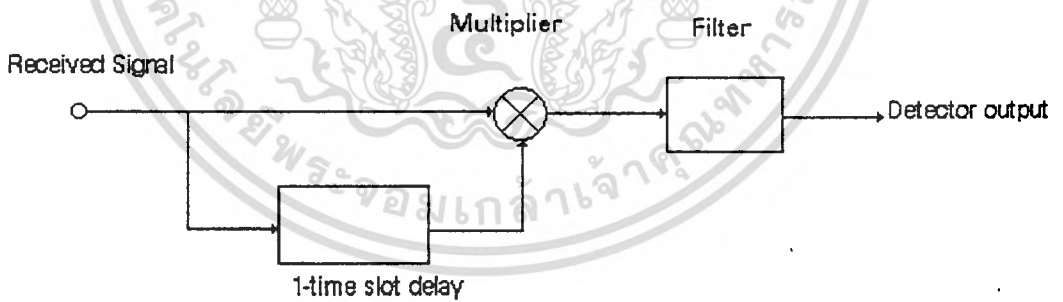 Multiplier
Filter
Received Signal
Detector output
1-time slot delay